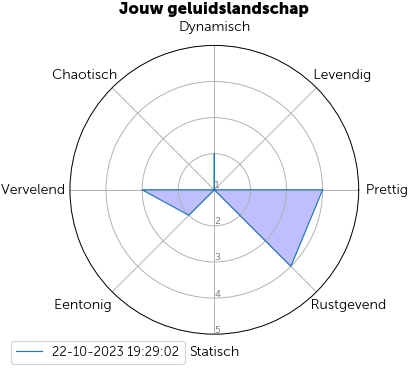 Jouw geluidslandschap
Dynamisch
Chaotisch
Levendig
Vervelend
1
Prettig
2
3
4
Eentonig
Rustgevend
5
22-10-2023 19:29:02
Statisch